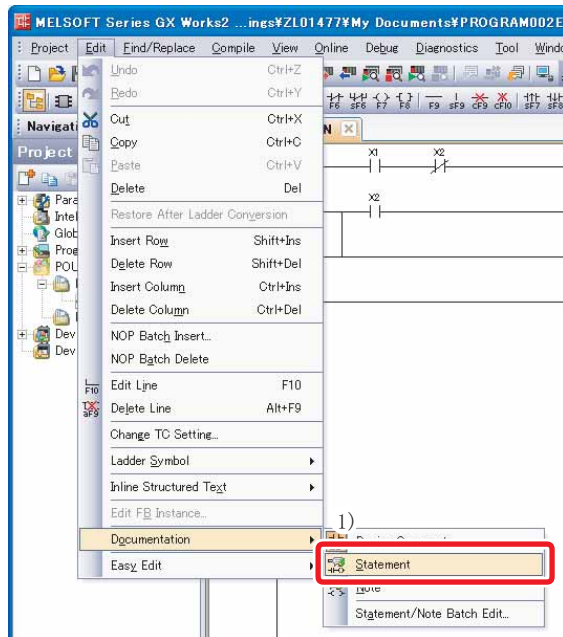 MELSOFT Series GX Works2 ...ings¥ZL01477¥My Documents¥PROGRAM002E
Project Edit Find/Replace Compile View Online Debug Diagnostics Tool Windo
F6 sF6 F7 F8 F9 sF9 cF9 cF10 sF7 sF8
Navigati
N
Project
Undo Ctrl+Z
Redo Ctrl+Y
Cut Ctrl+X
Copy Ctrl+C
Paste Ctrl+V
Delete Del
Restore After Ladder Conversion
Insert Row Shift+Ins
Delete Row Shift+Del
Insert Column Ctrl+Ins
Delete Column Ctrl+Del
NOP Batch Insert...
NOP Batch Delete
F10 Edit Line F10
aF9 Delete Line Alt+F9
Change TC Setting...
Ladder Symbol
Inline Structured Text
Edit FB Instance...
Documentation
Easy Edit
Para
Intel
Glob
Prog
POU
Dev
Dev
X1 X2
X2
1)
Statement
Note
Statement/Note Batch Edit...